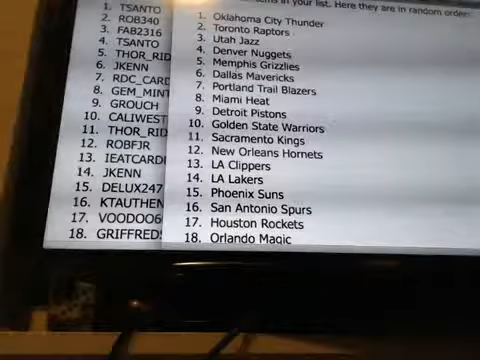 items in your list. Here they are in random order:
1. TSANTO
2. ROB340
3. FAB2316
4. TSANTO
5. THOR_RID
6. JKENN
7. RDC_CARD
8. GEM_MINT
9. GROUCH
10. CALIWEST
11. THOR_RID
12. ROBFJR
13. IEATCARD
14. JKENN
15. DELUX247
16. KTAUTHEN
17. VOODOO6
18. GRIFFRED
1. Oklahoma City Thunder
2. Toronto Raptors
3. Utah Jazz
4. Denver Nuggets
5. Memphis Grizzlies
6. Dallas Mavericks
7. Portland Trail Blazers
8. Miami Heat
9. Detroit Pistons
10. Golden State Warriors
11. Sacramento Kings
12. New Orleans Hornets
13. LA Clippers
14. LA Lakers
15. Phoenix Suns
16. San Antonio Spurs
17. Houston Rockets
18. Orlando Magic